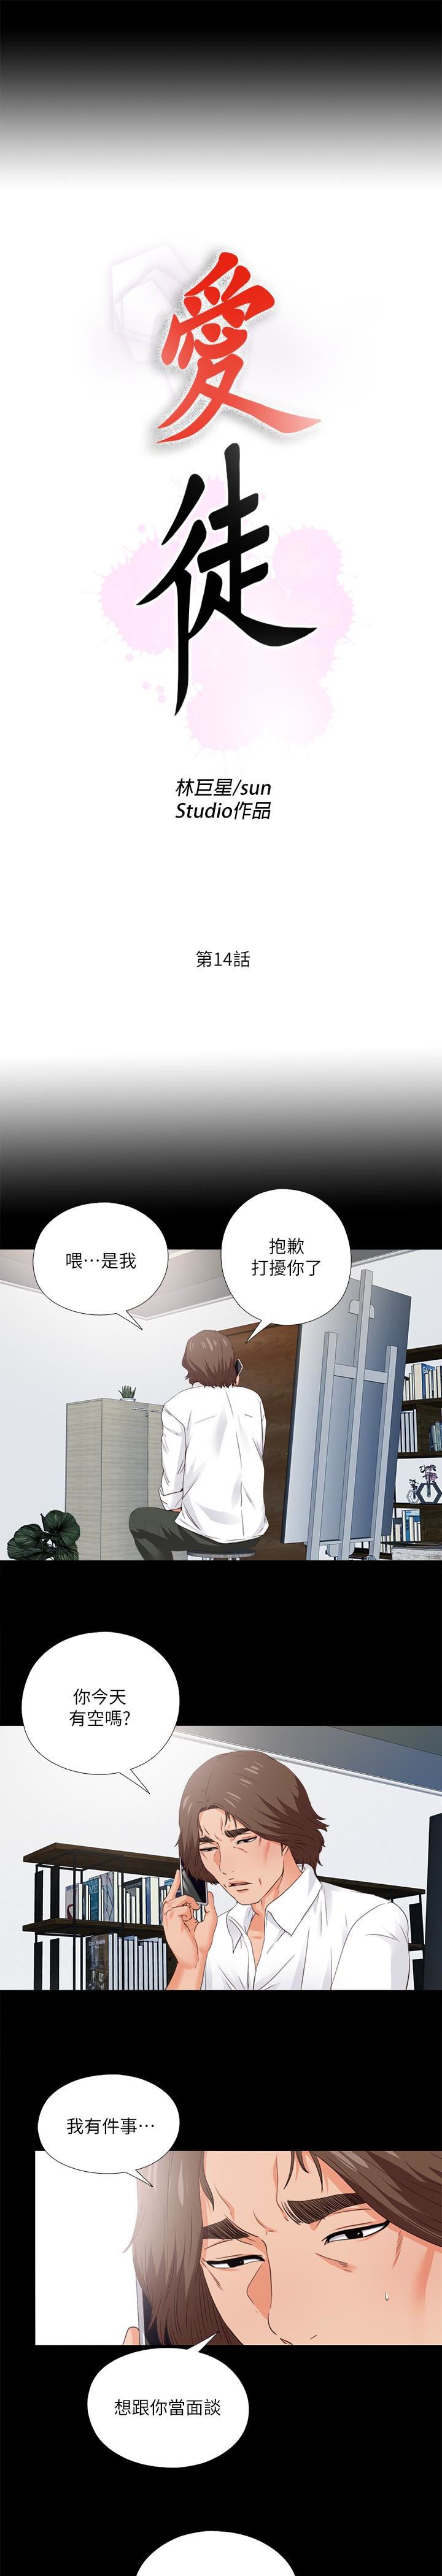 愛
徒
林巨星/sun
Studio作品
第14話
喂…是我
抱歉
打擾你了
你今天
有空嗎?
我有件事…
想跟你當面談